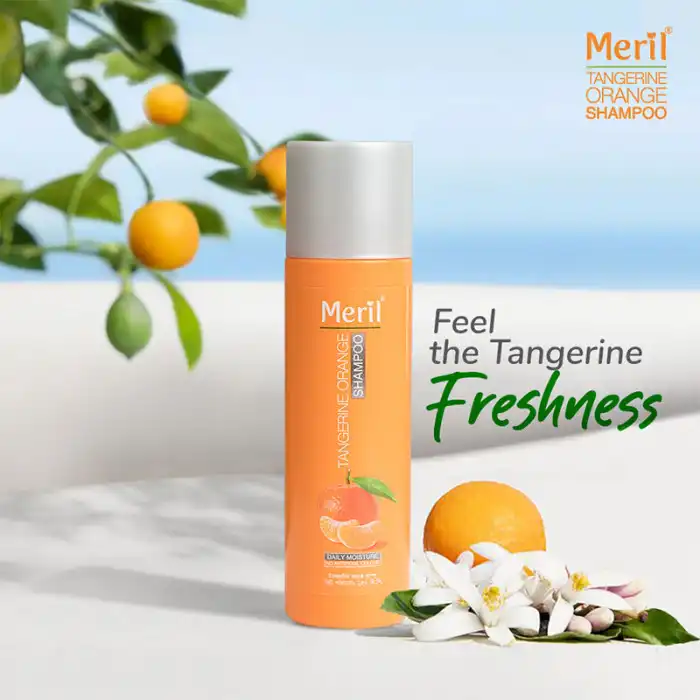 Meril®
TANGERINE
ORANGE
SHAMPOO
Meril®
TANGERINE ORANGE
SHAMPOO
Feel
the Tangerine
Freshness
DAILY MOISTURE